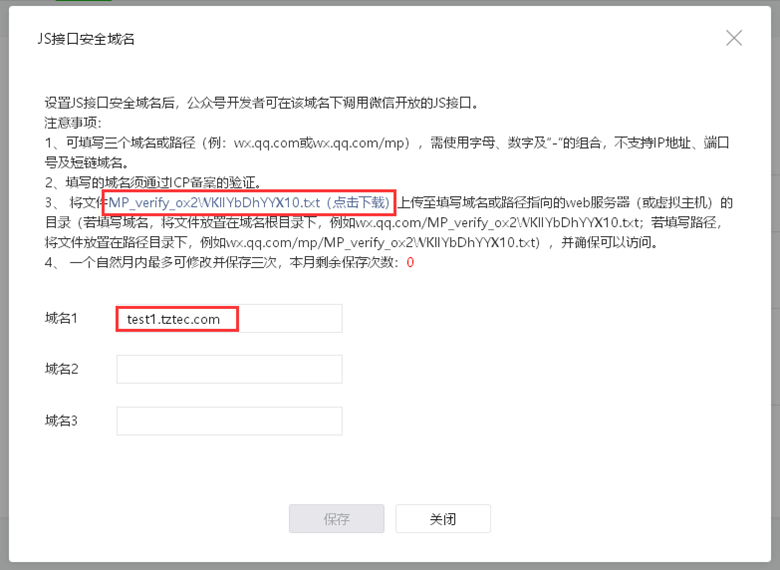 JS接口安全域名
设置JS接口安全域名后，公众号开发者可在该域名下调用微信开放的JS接口。
注意事项：
1、可填写三个域名或路径（例：wx.qq.com或wx.qq.com/mp），需使用字母、数字及“-”的组合，不支持IP地址、端口
号及短链域名。
2、填写的域名须通过ICP备案的验证。
3、 将文件MP_verify_ox2WKIlYbDhYYX10.txt（点击下载）上传至填写域名或路径指向的web服务器（或虚拟主机）的
目录（若填写域名，将文件放置在域名根目录下，例如wx.qq.com/MP_verify_ox2WKIlYbDhYYX10.txt；若填写路径，
将文件放置在路径目录下，例如wx.qq.com/mp/MP_verify_ox2WKIlYbDhYYX10.txt），并确保可以访问。
4、 一个自然月内最多可修改并保存三次，本月剩余保存次数：0
域名1 test1.tztec.com
域名2
域名3
保存 关闭